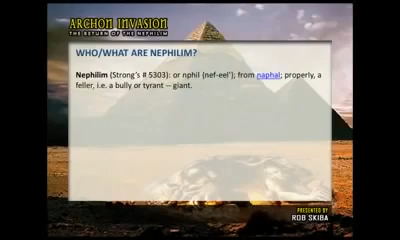 ARCHON INVASION
THE RETURN OF THE NEPHILIM
WHO/WHAT ARE NEPHILIM?
Nephilim (Strong's # 5303): or nphil {nef-eel'}; from naphal; properly, a
feller, i.e. a bully or tyrant -- giant.
PRESENTED BY
ROB SKIBA